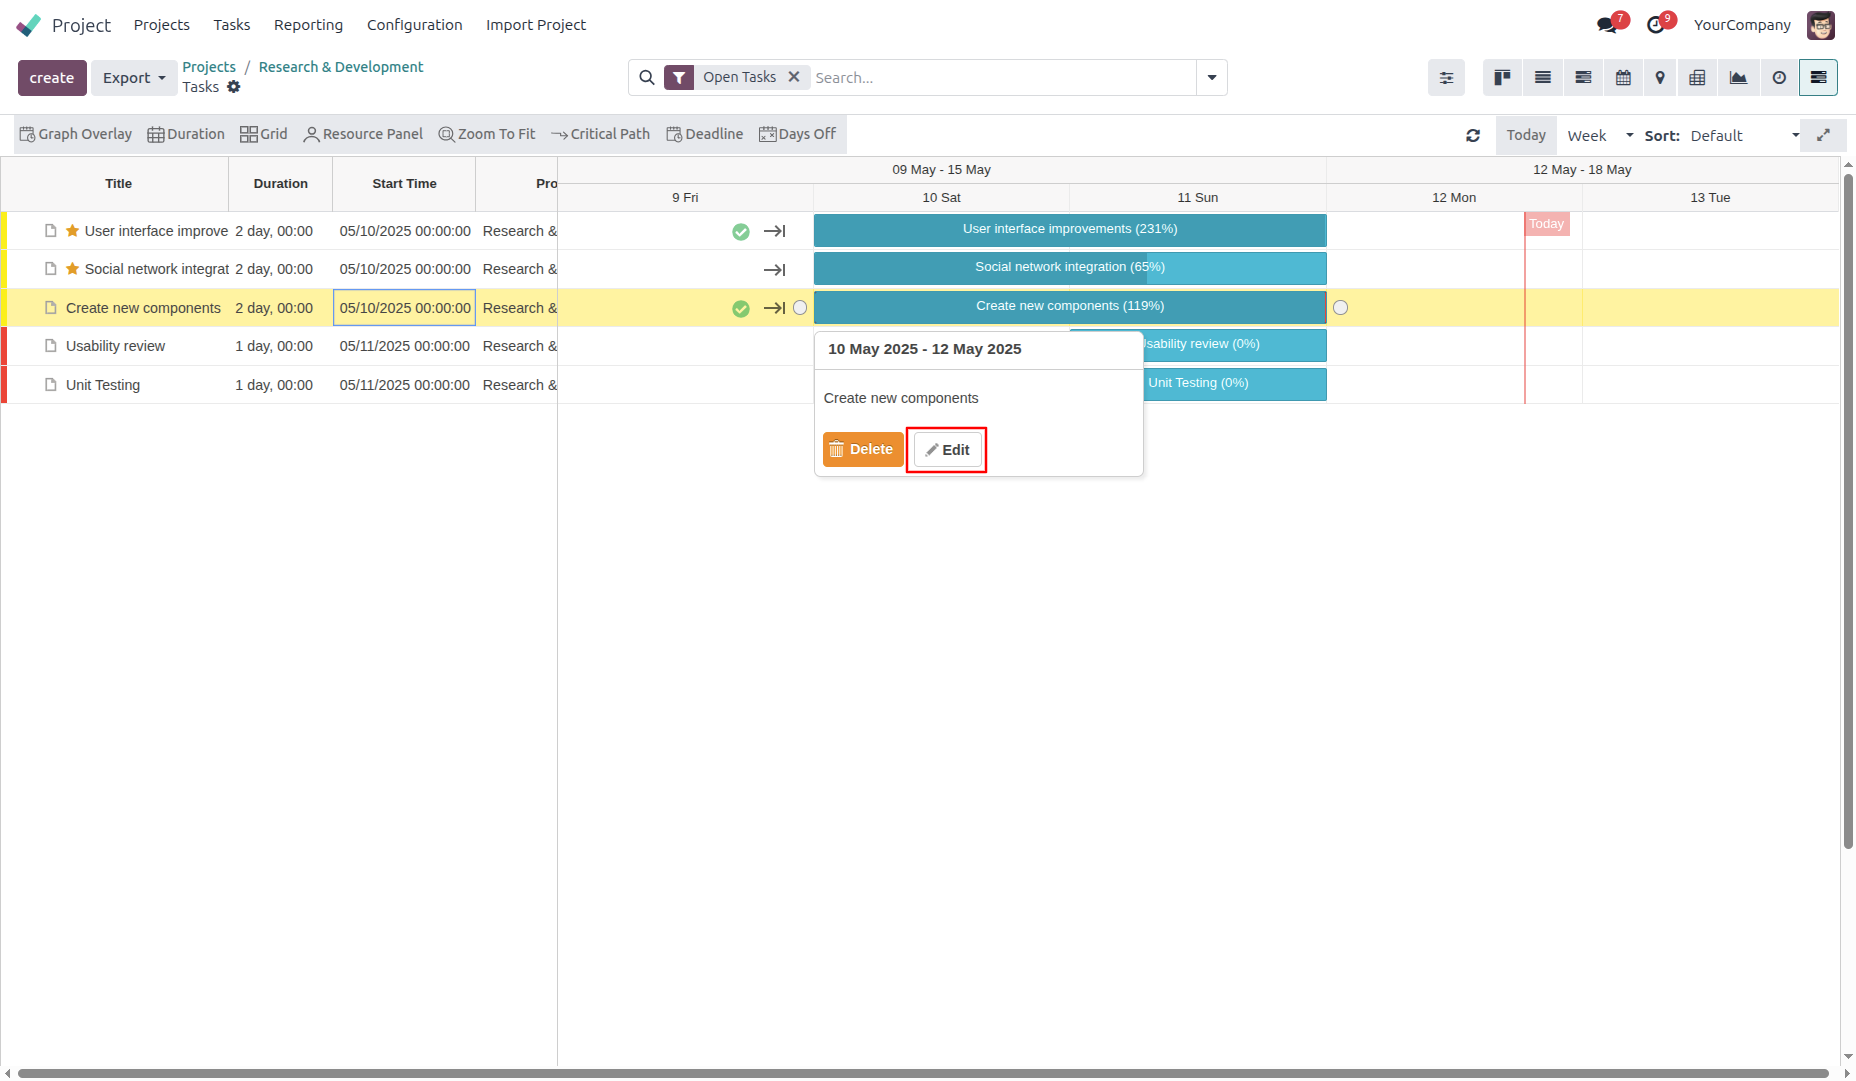 Project Projects Tasks Reporting Configuration Import Project 7 9 YourCompany
create Export Projects / Research & Development
Tasks
Open Tasks Search...
Graph Overlay Duration Grid Resource Panel Zoom To Fit Critical Path Deadline Days Off Today Week Sort: Default
Title Duration Start Time Pro 09 May - 15 May 12 May - 18 May
9 Fri 10 Sat 11 Sun 12 Mon 13 Tue
User interface improve 2 day, 00:00 05/10/2025 00:00:00 Research & User interface improvements (231%) Today
Social network integrat 2 day, 00:00 05/10/2025 00:00:00 Research & Social network integration (65%)
Create new components 2 day, 00:00 05/10/2025 00:00:00 Research & Create new components (119%)
Usability review 1 day, 00:00 05/11/2025 00:00:00 Research & sability review (0%)
Unit Testing 1 day, 00:00 05/11/2025 00:00:00 Research & Unit Testing (0%)
10 May 2025 - 12 May 2025
Create new components
Delete Edit